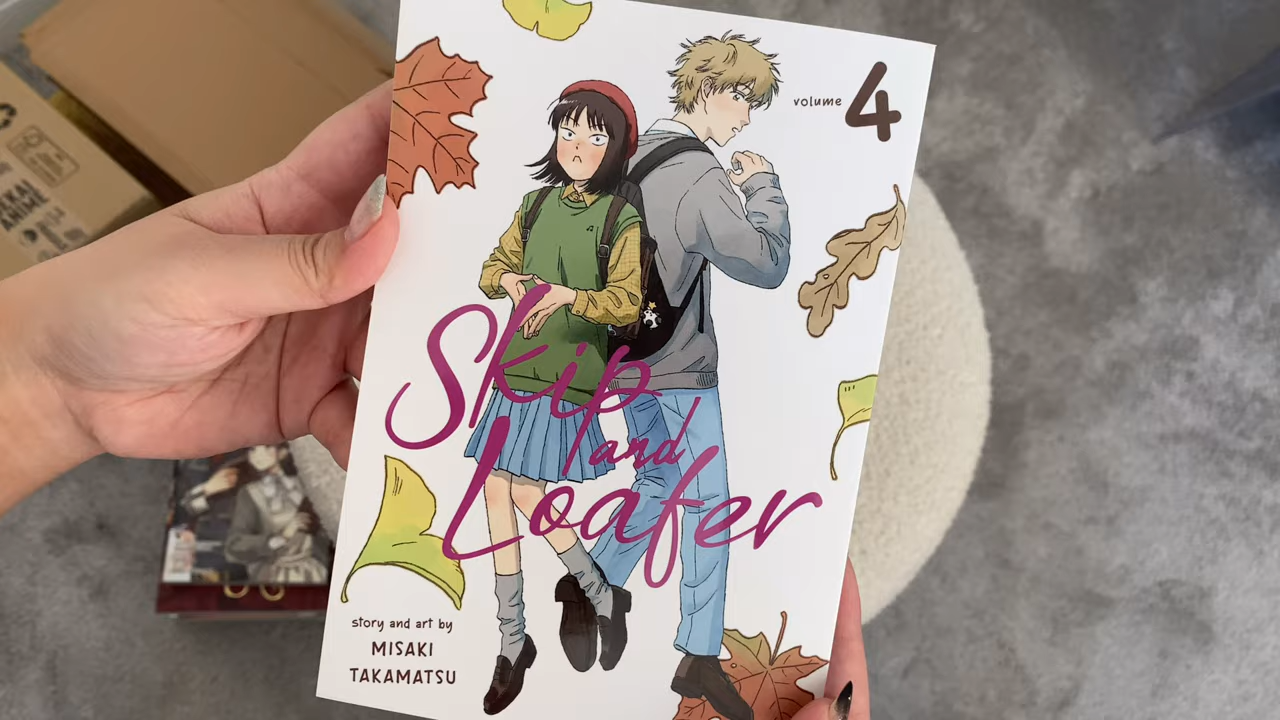 volume 4
Skip
and
Loafer
story and art by
MISAKI
TAKAMATSU